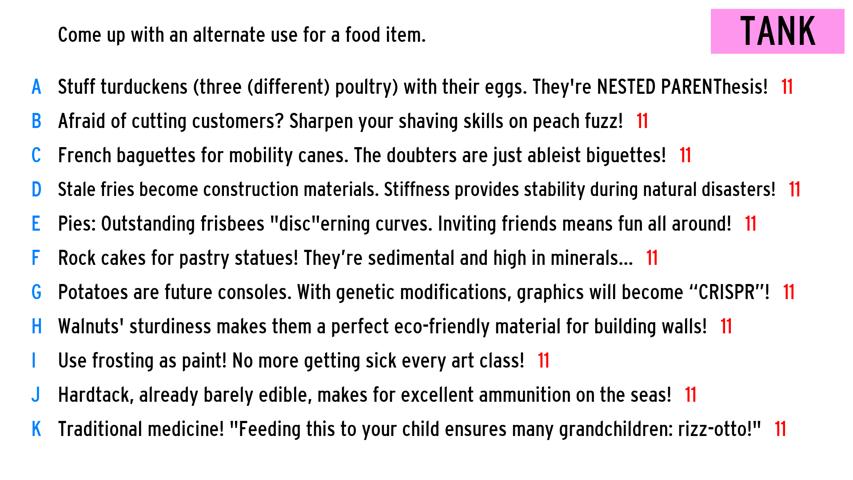 Come up with an alternate use for a food item.
TANK
A Stuff turduckens (three (different) poultry) with their eggs. They're NESTED PARENThesis! 11
B Afraid of cutting customers? Sharpen your shaving skills on peach fuzz! 11
C French baguettes for mobility canes. The doubters are just ableist biguettes! 11
D Stale fries become construction materials. Stiffness provides stability during natural disasters! 11
E Pies: Outstanding frisbees "disc"erning curves. Inviting friends means fun all around! 11
F Rock cakes for pastry statues! They’re sedimental and high in minerals... 11
G Potatoes are future consoles. With genetic modifications, graphics will become “CRISPR”! 11
H Walnuts' sturdiness makes them a perfect eco-friendly material for building walls! 11
I Use frosting as paint! No more getting sick every art class! 11
J Hardtack, already barely edible, makes for excellent ammunition on the seas! 11
K Traditional medicine! "Feeding this to your child ensures many grandchildren: rizz-otto!" 11